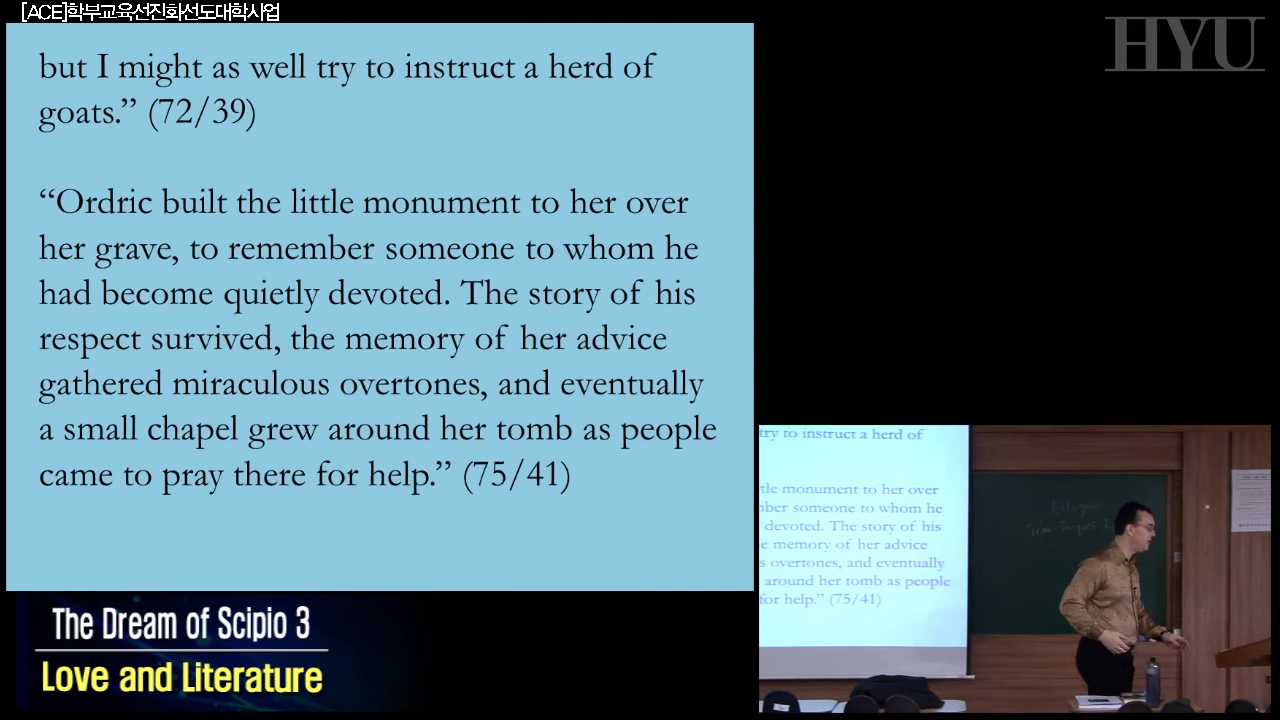 [ACE]학부교육선진화선도대학사업
HYU
but I might as well try to instruct a herd of
goats.” (72/39)
“Ordric built the little monument to her over
her grave, to remember someone to whom he
had become quietly devoted. The story of his
respect survived, the memory of her advice
gathered miraculous overtones, and eventually
a small chapel grew around her tomb as people
came to pray there for help.” (75/41)
The Dream of Scipio 3
Love and Literature
try to instruct a herd of
tle monument to her over
ber someone to whom he
devoted. The story of his
e memory of her advice
s overtones, and eventually
around her tomb as people
for help.” (75/41)